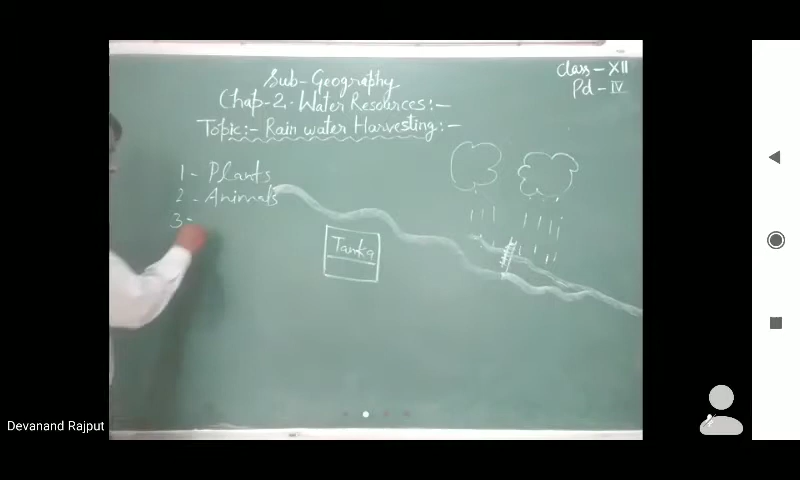 Sub-Geography
Chap-2.-Water Resources:-
Topic:- Rain water Harvesting:-
Class-XII
Pd-IV
1- Plants
2- Animals
3-
Tanka
Devanand Rajput